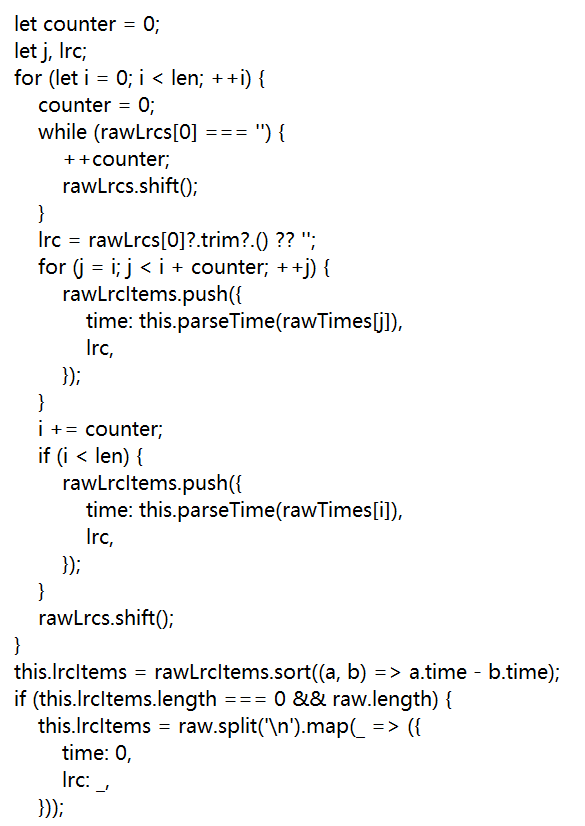 let counter = 0;
let j, lrc;
for (let i = 0; i < len; ++i) {
counter = 0;
while (rawLrcs[0] === '') {
++counter;
rawLrcs.shift();
}
lrc = rawLrcs[0]?.trim?.() ?? '';
for (j = i; j < i + counter; ++j) {
rawLrcItems.push({
time: this.parseTime(rawTimes[j]),
lrc,
});
}
i += counter;
if (i < len) {
rawLrcItems.push({
time: this.parseTime(rawTimes[i]),
lrc,
});
}
rawLrcs.shift();
}
this.lrcItems = rawLrcItems.sort((a, b) => a.time - b.time);
if (this.lrcItems.length === 0 && raw.length) {
this.lrcItems = raw.split('\n').map(_ => ({
time: 0,
lrc: _,
}));